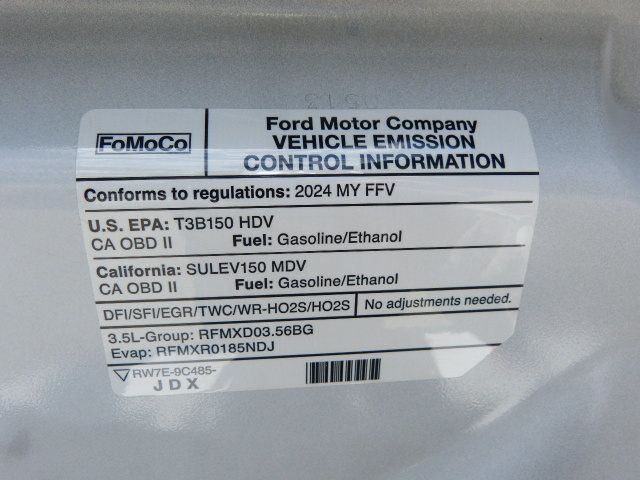 FoMoCo
Ford Motor Company
VEHICLE EMISSION
CONTROL INFORMATION
Conforms to regulations: 2024 MY FFV
U.S. EPA: T3B150 HDV
CA OBD II Fuel: Gasoline/Ethanol
California: SULEV150 MDV
CA OBD II Fuel: Gasoline/Ethanol
DFI/SFI/EGR/TWC/WR-HO2S/HO2S No adjustments needed.
3.5L-Group: RFMXD03.56BG
Evap: RFMXR0185NDJ
RW7E-9C485-
JDX